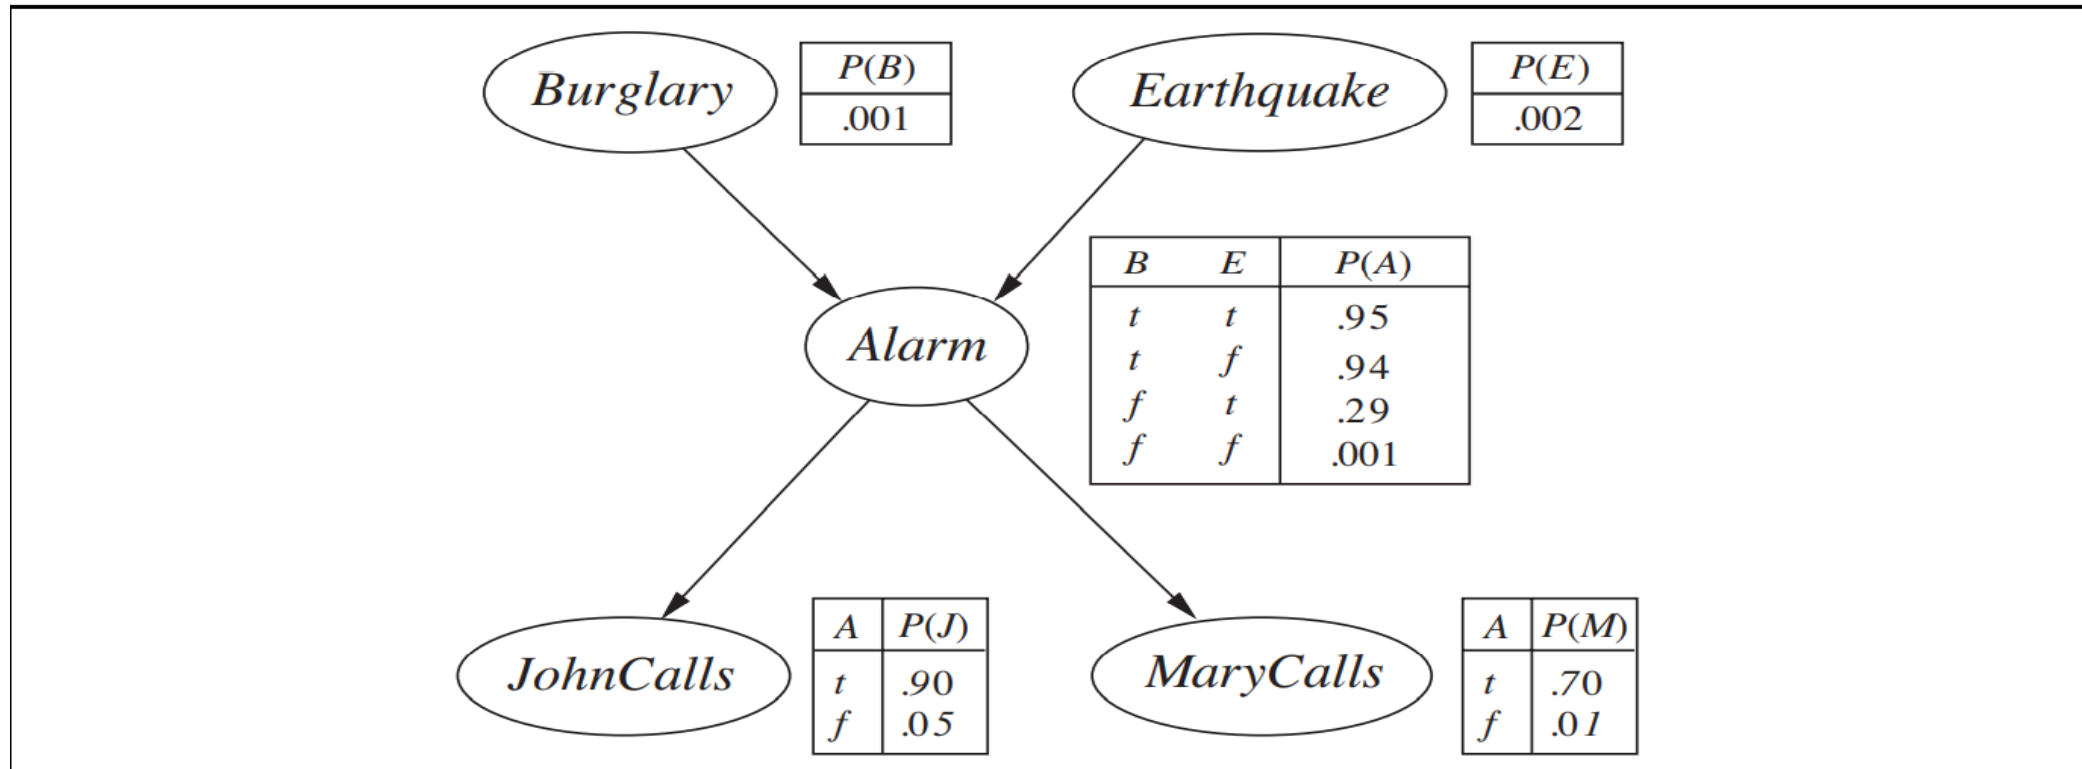 Burglary
P(B)
.001
Earthquake
P(E)
.002
Alarm
B E P(A)
t t .95
t f .94
f t .29
f f .001
JohnCalls
A P(J)
t .90
f .05
MaryCalls
A P(M)
t .70
f .01